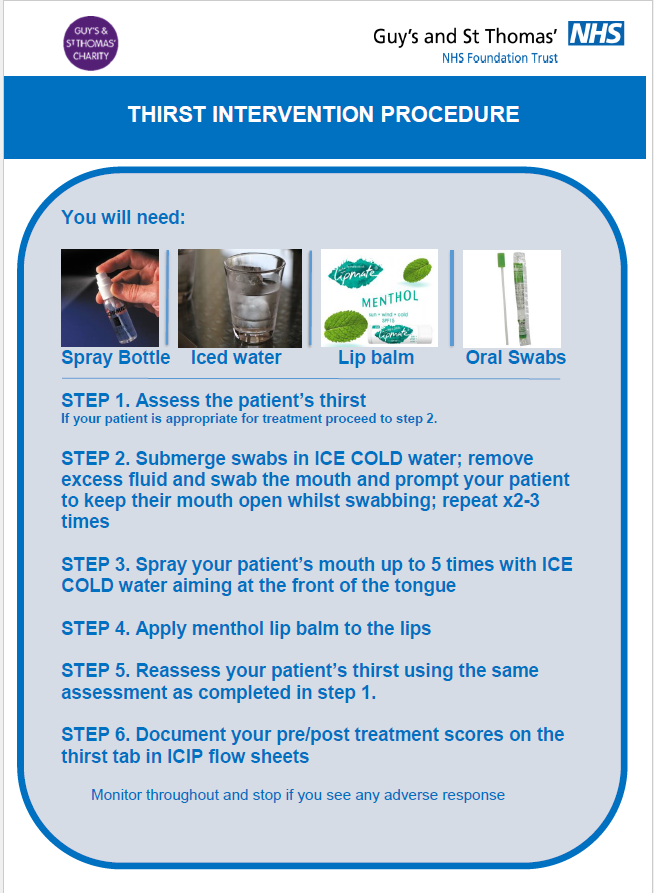 GUY'S &
ST THOMAS'
CHARITY
Guy's and St Thomas' NHS
NHS Foundation Trust
THIRST INTERVENTION PROCEDURE
You will need:
lipmate
MENTHOL
sun • wind • cold
SPF15
lipmate
Spray Bottle Iced water Lip balm Oral Swabs
STEP 1. Assess the patient's thirst
If your patient is appropriate for treatment proceed to step 2.
STEP 2. Submerge swabs in ICE COLD water; remove
excess fluid and swab the mouth and prompt your patient
to keep their mouth open whilst swabbing; repeat x2-3
times
STEP 3. Spray your patient's mouth up to 5 times with ICE
COLD water aiming at the front of the tongue
STEP 4. Apply menthol lip balm to the lips
STEP 5. Reassess your patient's thirst using the same
assessment as completed in step 1.
STEP 6. Document your pre/post treatment scores on the
thirst tab in ICIP flow sheets
Monitor throughout and stop if you see any adverse response